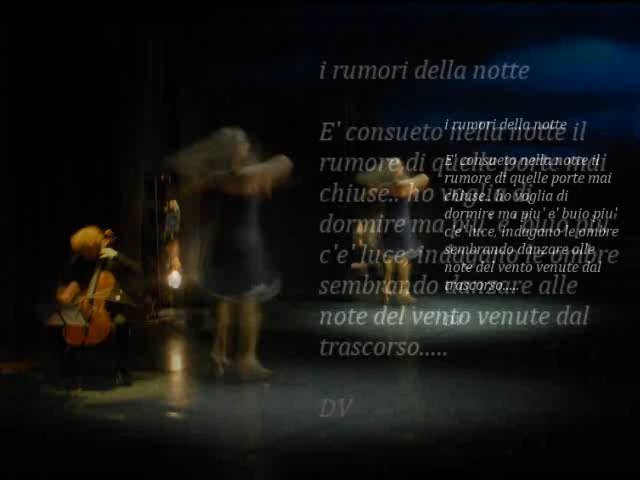 i rumori della notte
E' consueto nella notte il
rumore di quelle porte mai
chiuse.. ho voglia di
dormire ma piu' e' buio piu'
c'e' luce, indagano le ombre
sembrando danzare alle
note del vento venute dal
trascorso.....
DV
i rumori della notte
E' consueto nella notte il
rumore di quelle porte mai
chiuse.. ho voglia di
dormire ma piu' e' buio piu'
c'e' luce, indagano le ombre
sembrando danzare alle
note del vento venute dal
trascorso.....
DV